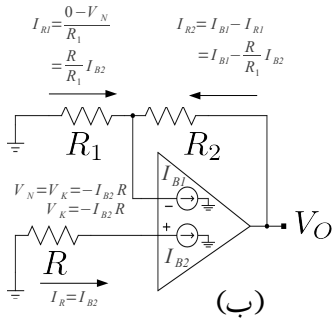 I_{R1} = \frac{0-V_N}{R_1}
= \frac{R}{R_1} I_{B2}
I_{R2} = I_{B1} - I_{R1}
= I_{B1} - \frac{R}{R_1} I_{B2}
R_1
R_2
I_{B1}
V_N = V_K = -I_{B2} R
V_K = -I_{B2} R
-
+
V_O
R
I_{B2}
I_R = I_{B2}
(ب)